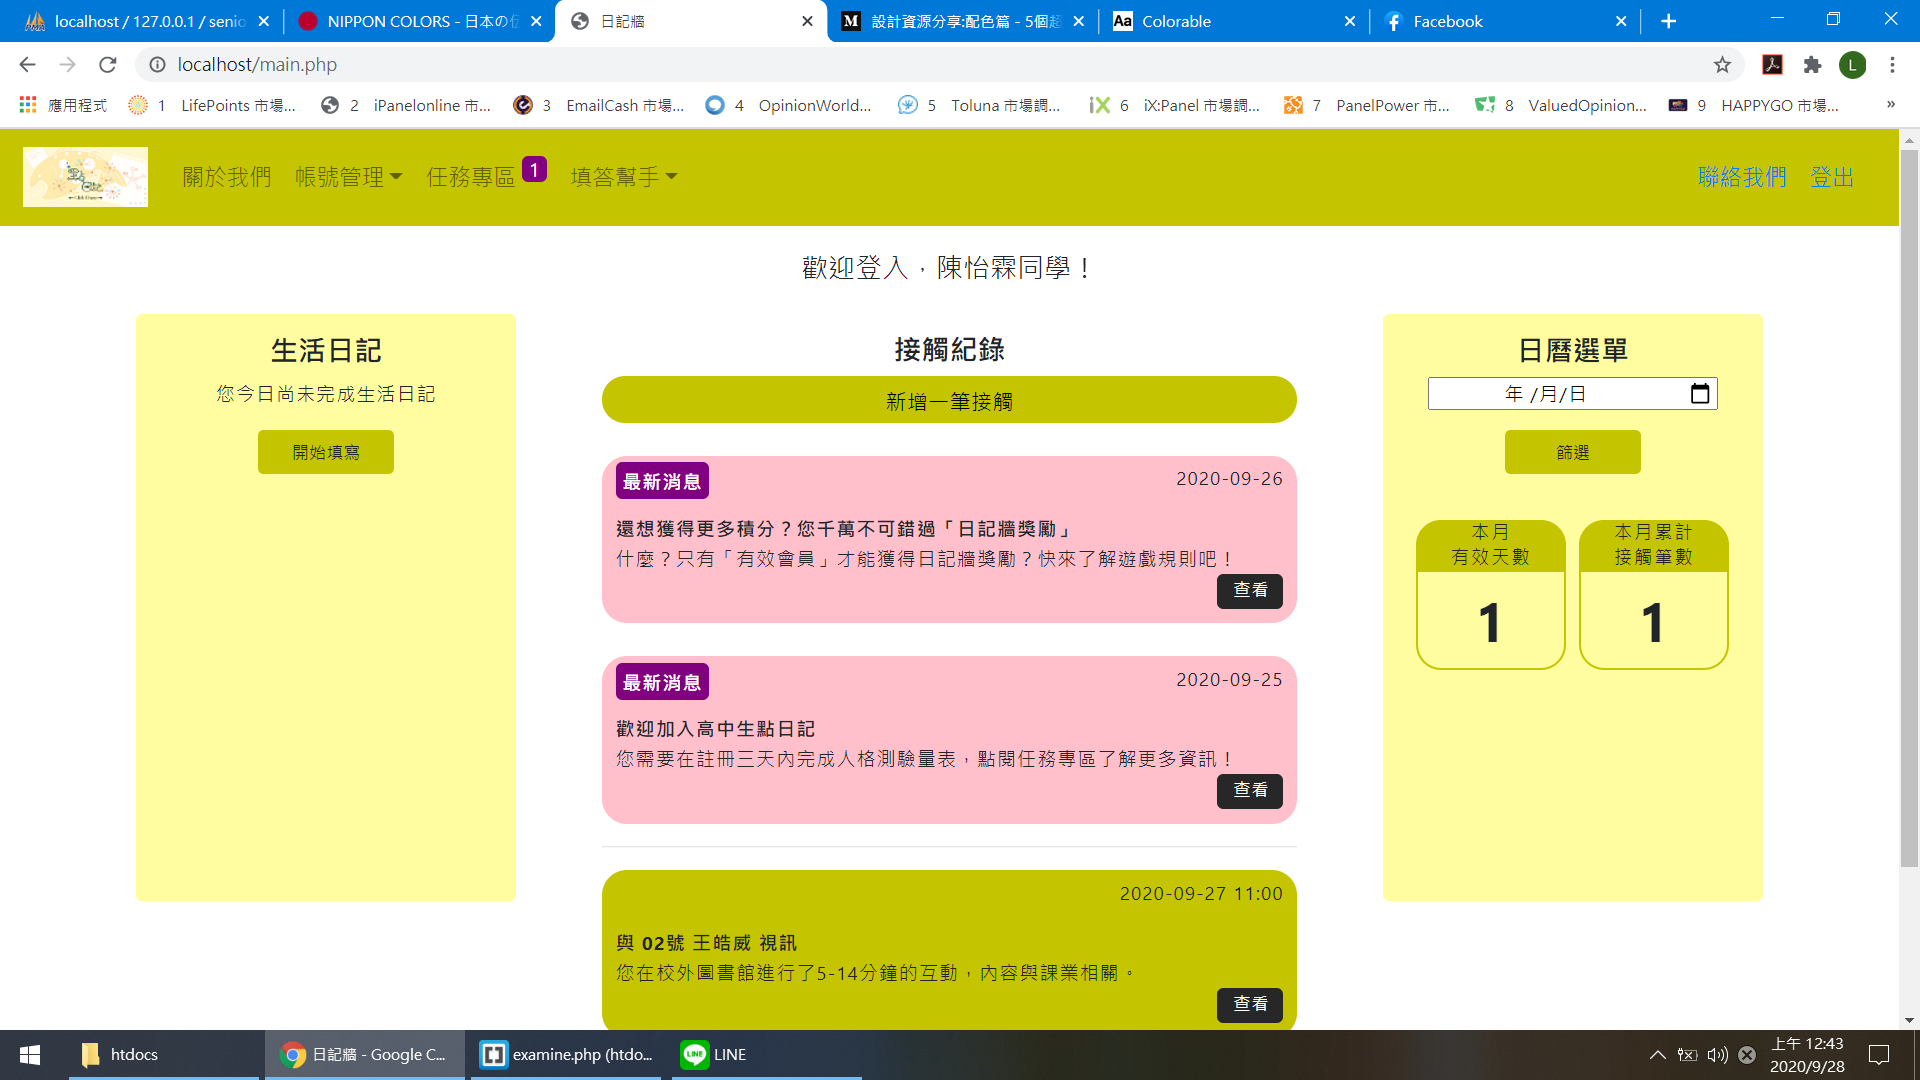 localhost / 127.0.0.1 / senio
NIPPON COLORS - 日本の伝
日記牆
設計資源分享:配色篇 - 5個超
Colorable
Facebook
localhost/main.php
L
應用程式
1 LifePoints 市場...
2 iPanelonline 市...
3 EmailCash 市場...
4 OpinionWorld...
5 Toluna 市場調...
6 iX:Panel 市場調...
7 PanelPower 市...
8 ValuedOpinion...
9 HAPPYGO 市場...
»
關於我們 帳號管理 任務專區 1 填答幫手
聯絡我們 登出
歡迎登入，陳怡霖同學！
生活日記
您今日尚未完成生活日記
開始填寫
接觸紀錄
新增一筆接觸
最新消息
2020-09-26
還想獲得更多積分？您千萬不可錯過「日記牆獎勵」
什麼？只有「有效會員」才能獲得日記牆獎勵？快來了解遊戲規則吧！
查看
最新消息
2020-09-25
歡迎加入高中生點日記
您需要在註冊三天內完成人格測驗量表，點閱任務專區了解更多資訊！
查看
2020-09-27 11:00
與 02號 王皓威 視訊
您在校外圖書館進行了5-14分鐘的互動，內容與課業相關。
查看
日曆選單
年 /月/日
篩選
本月
有效天數
1
本月累計
接觸筆數
1
htdocs
日記牆 - Google C...
examine.php (htdo...
LINE
上午 12:43
2020/9/28